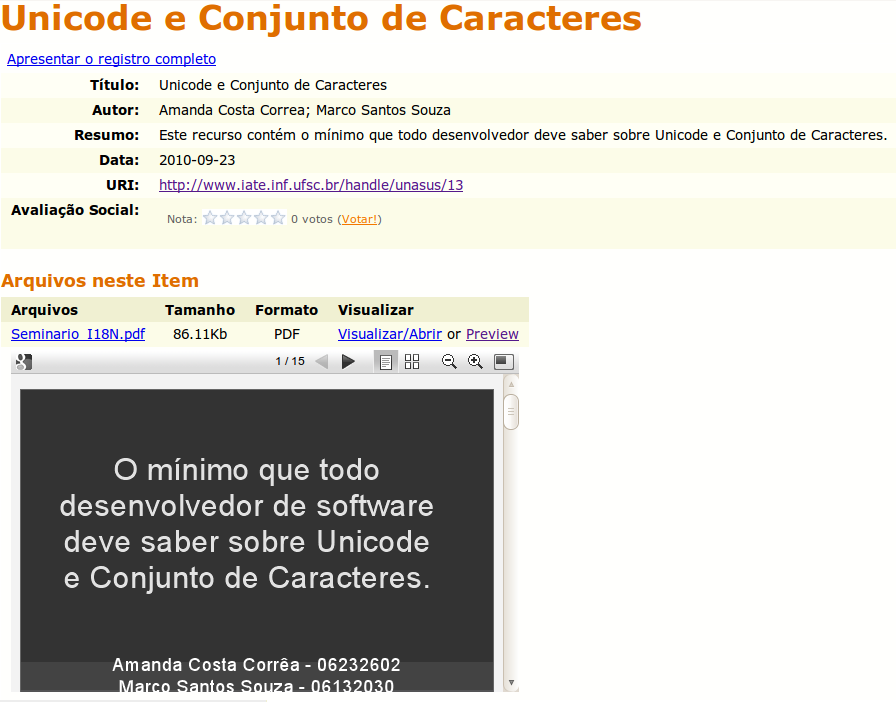 Unicode e Conjunto de Caracteres
Apresentar o registro completo
Título: Unicode e Conjunto de Caracteres
Autor: Amanda Costa Correa; Marco Santos Souza
Resumo: Este recurso contém o mínimo que todo desenvolvedor deve saber sobre Unicode e Conjunto de Caracteres.
Data: 2010-09-23
URI: http://www.iate.inf.ufsc.br/handle/unasus/13
Avaliação Social: Nota: 0 votos (Votar!)
Arquivos neste Item
Arquivos Tamanho Formato Visualizar
Seminario_I18N.pdf 86.11Kb PDF Visualizar/Abrir or Preview
1 / 15
O mínimo que todo
desenvolvedor de software
deve saber sobre Unicode
e Conjunto de Caracteres.
Amanda Costa Corrêa - 06232602
Marco Santos Souza - 06132030